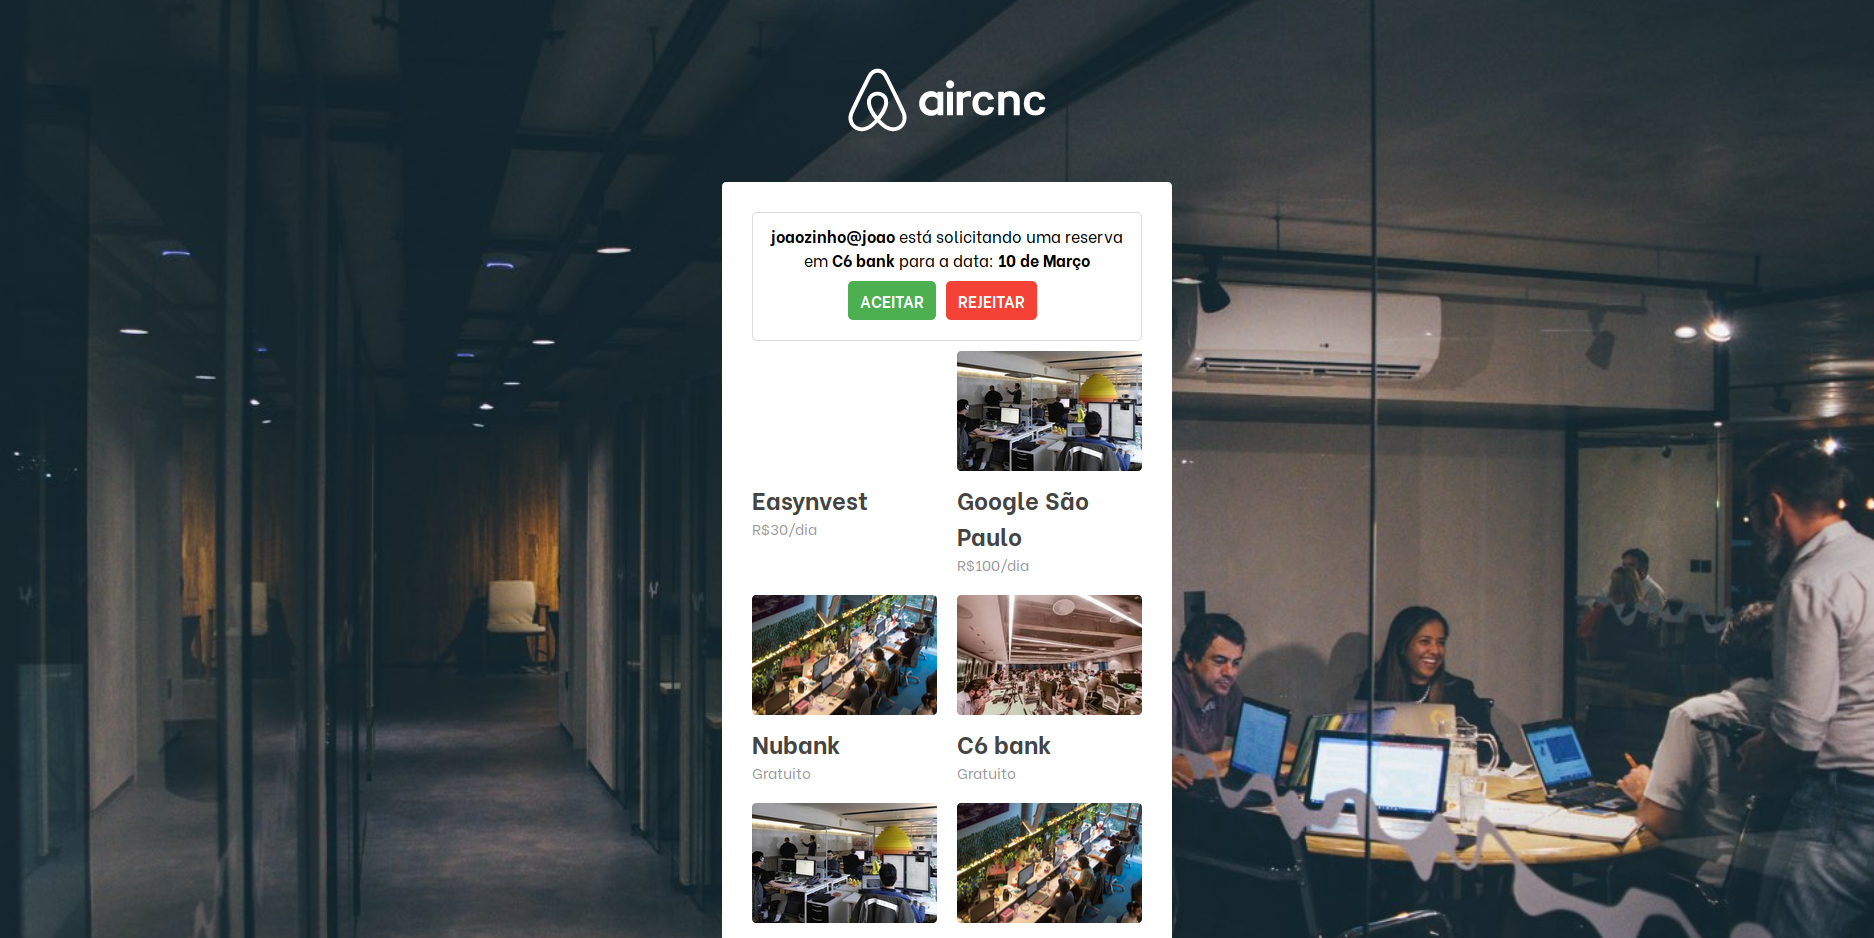 aircnc
joaozinho@joao está solicitando uma reserva
em C6 bank para a data: 10 de Março
ACEITAR REJEITAR
Easynvest
R$30/dia
Google São
Paulo
R$100/dia
Nubank
Gratuito
C6 bank
Gratuito